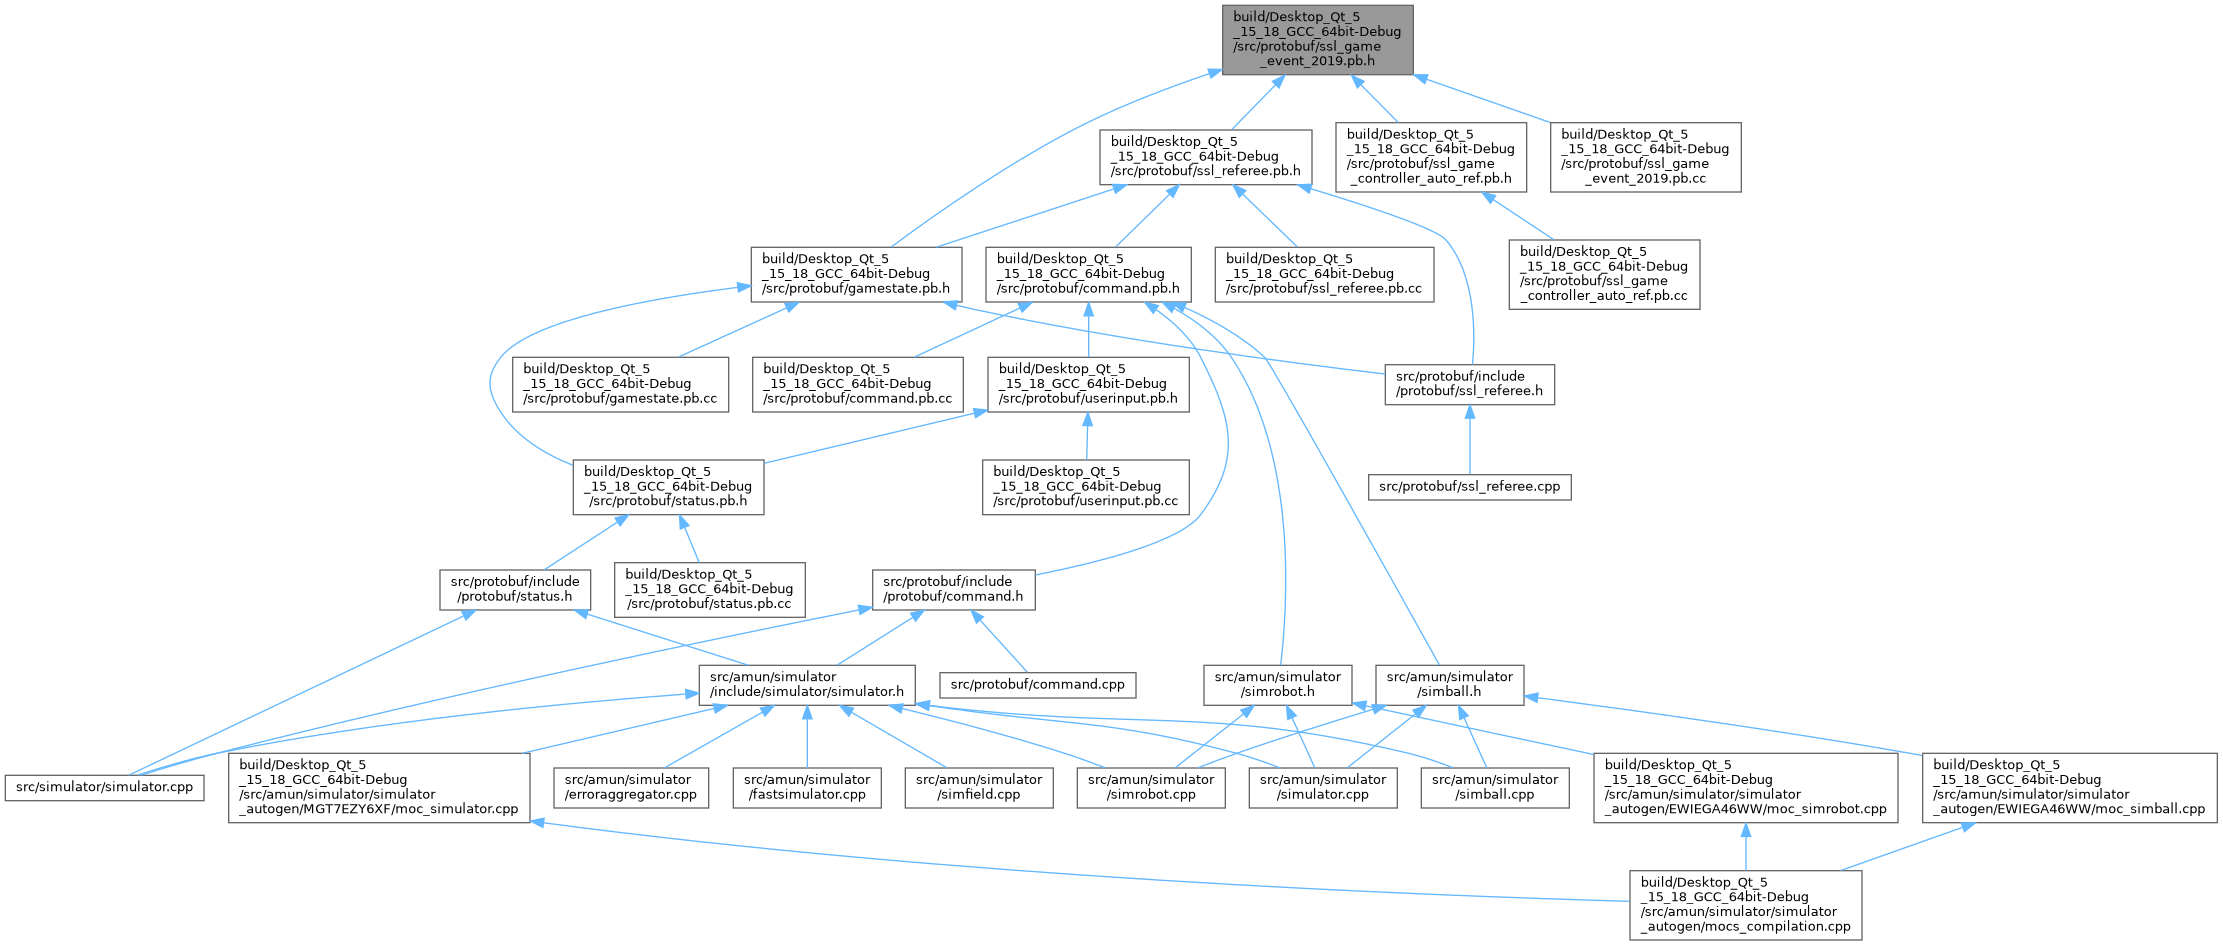 build/Desktop_Qt_5
_15_18_GCC_64bit-Debug
/src/protobuf/ssl_game
_event_2019.pb.h
build/Desktop_Qt_5
_15_18_GCC_64bit-Debug
/src/protobuf/ssl_referee.pb.h
build/Desktop_Qt_5
_15_18_GCC_64bit-Debug
/src/protobuf/ssl_game
_controller_auto_ref.pb.h
build/Desktop_Qt_5
_15_18_GCC_64bit-Debug
/src/protobuf/ssl_game
_event_2019.pb.cc
build/Desktop_Qt_5
_15_18_GCC_64bit-Debug
/src/protobuf/gamestate.pb.h
build/Desktop_Qt_5
_15_18_GCC_64bit-Debug
/src/protobuf/command.pb.h
build/Desktop_Qt_5
_15_18_GCC_64bit-Debug
/src/protobuf/ssl_referee.pb.cc
build/Desktop_Qt_5
_15_18_GCC_64bit-Debug
/src/protobuf/ssl_game
_controller_auto_ref.pb.cc
build/Desktop_Qt_5
_15_18_GCC_64bit-Debug
/src/protobuf/gamestate.pb.cc
build/Desktop_Qt_5
_15_18_GCC_64bit-Debug
/src/protobuf/command.pb.cc
build/Desktop_Qt_5
_15_18_GCC_64bit-Debug
/src/protobuf/userinput.pb.h
src/protobuf/include
/protobuf/ssl_referee.h
build/Desktop_Qt_5
_15_18_GCC_64bit-Debug
/src/protobuf/status.pb.h
build/Desktop_Qt_5
_15_18_GCC_64bit-Debug
/src/protobuf/userinput.pb.cc
src/protobuf/ssl_referee.cpp
src/protobuf/include
/protobuf/status.h
build/Desktop_Qt_5
_15_18_GCC_64bit-Debug
/src/protobuf/status.pb.cc
src/protobuf/include
/protobuf/command.h
src/amun/simulator
/include/simulator/simulator.h
src/protobuf/command.cpp
src/amun/simulator
/simrobot.h
src/amun/simulator
/simball.h
src/simulator/simulator.cpp
build/Desktop_Qt_5
_15_18_GCC_64bit-Debug
/src/amun/simulator/simulator
_autogen/MGT7EZY6XF/moc_simulator.cpp
src/amun/simulator
/erroraggregator.cpp
src/amun/simulator
/fastsimulator.cpp
src/amun/simulator
/simfield.cpp
src/amun/simulator
/simrobot.cpp
src/amun/simulator
/simulator.cpp
src/amun/simulator
/simball.cpp
build/Desktop_Qt_5
_15_18_GCC_64bit-Debug
/src/amun/simulator/simulator
_autogen/EWIEGA46WW/moc_simrobot.cpp
build/Desktop_Qt_5
_15_18_GCC_64bit-Debug
/src/amun/simulator/simulator
_autogen/EWIEGA46WW/moc_simball.cpp
build/Desktop_Qt_5
_15_18_GCC_64bit-Debug
/src/amun/simulator/simulator
_autogen/mocs_compilation.cpp